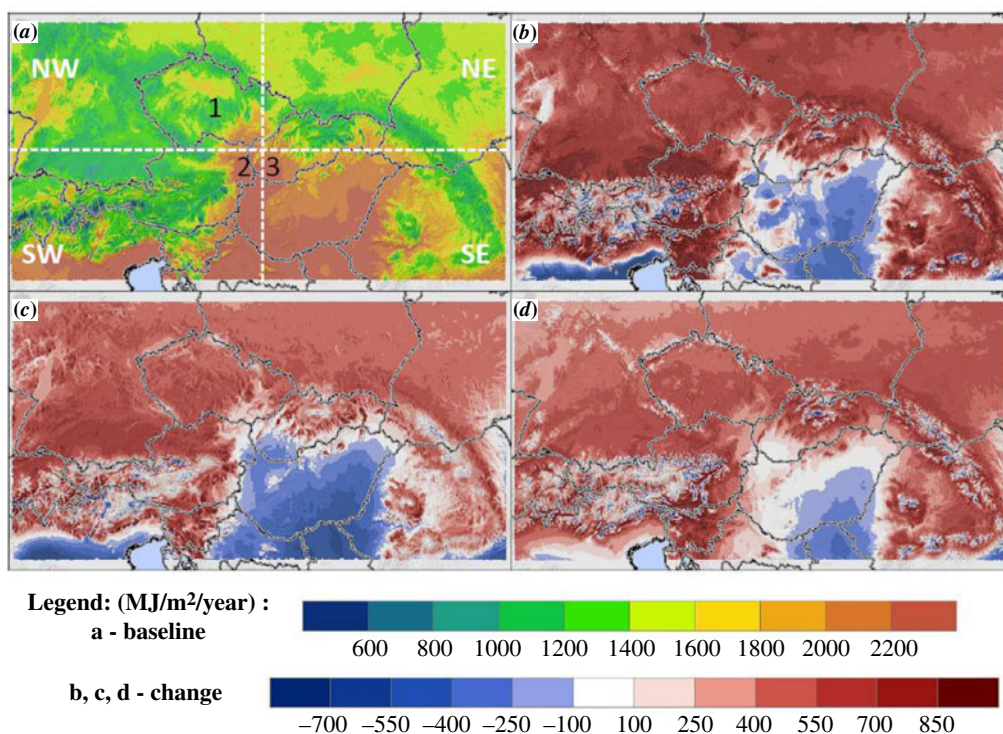 (a)
(b)
NW
NE
1
2
3
SW
SE
(c)
(d)
Legend: (MJ/m²/year) :
a - baseline
600 800 1000 1200 1400 1600 1800 2000 2200
b, c, d - change
–700 –550 –400 –250 –100 100 250 400 550 700 850